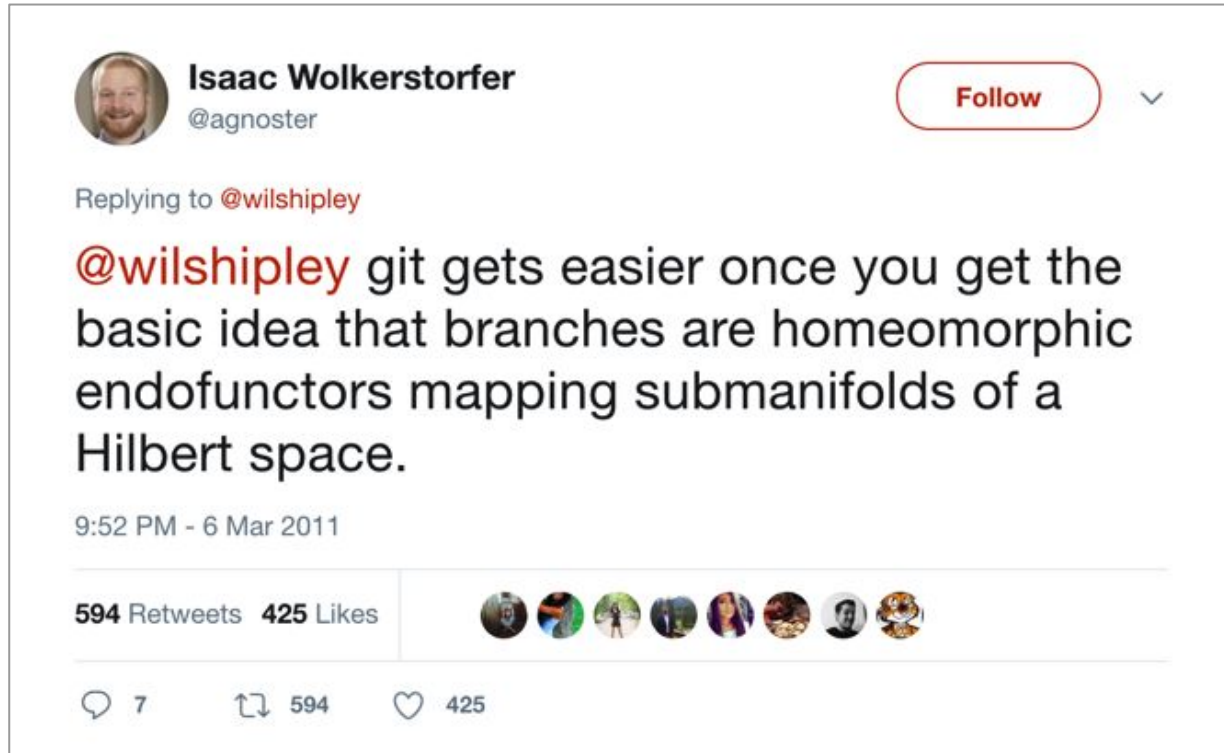 Isaac Wolkerstorfer
@agnoster
Follow
Replying to @wilshipley
@wilshipley git gets easier once you get the
basic idea that branches are homeomorphic
endofunctors mapping submanifolds of a
Hilbert space.
9:52 PM - 6 Mar 2011
594 Retweets 425 Likes
7 594 425